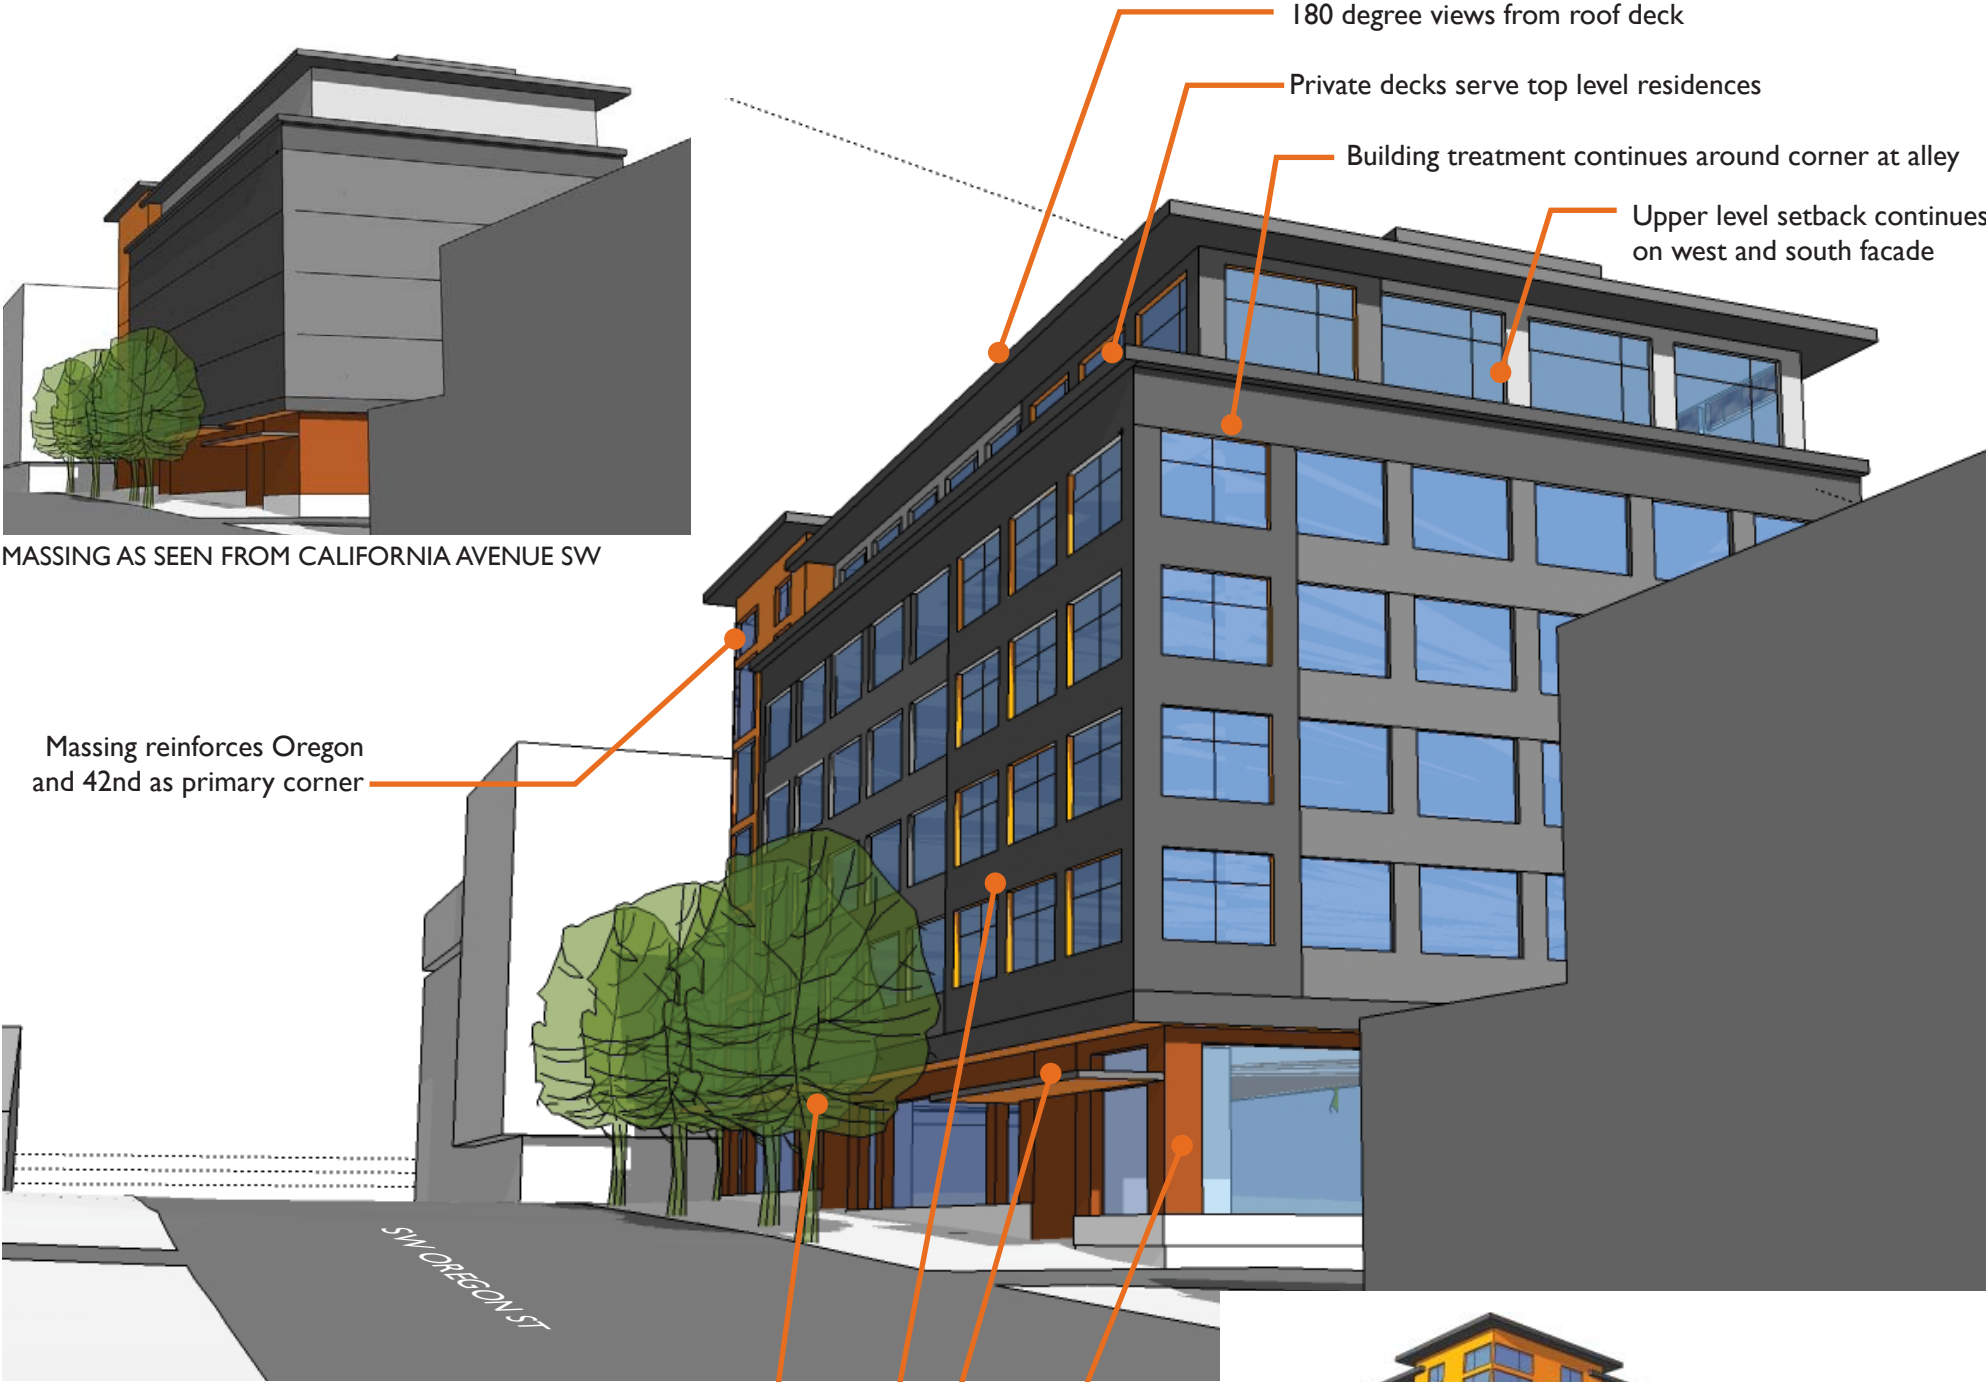 180 degree views from roof deck
Private decks serve top level residences
Building treatment continues around corner at alley
Upper level setback continues
on west and south facade
MASSING AS SEEN FROM CALIFORNIA AVENUE SW
Massing reinforces Oregon
and 42nd as primary corner
SW OREGON ST